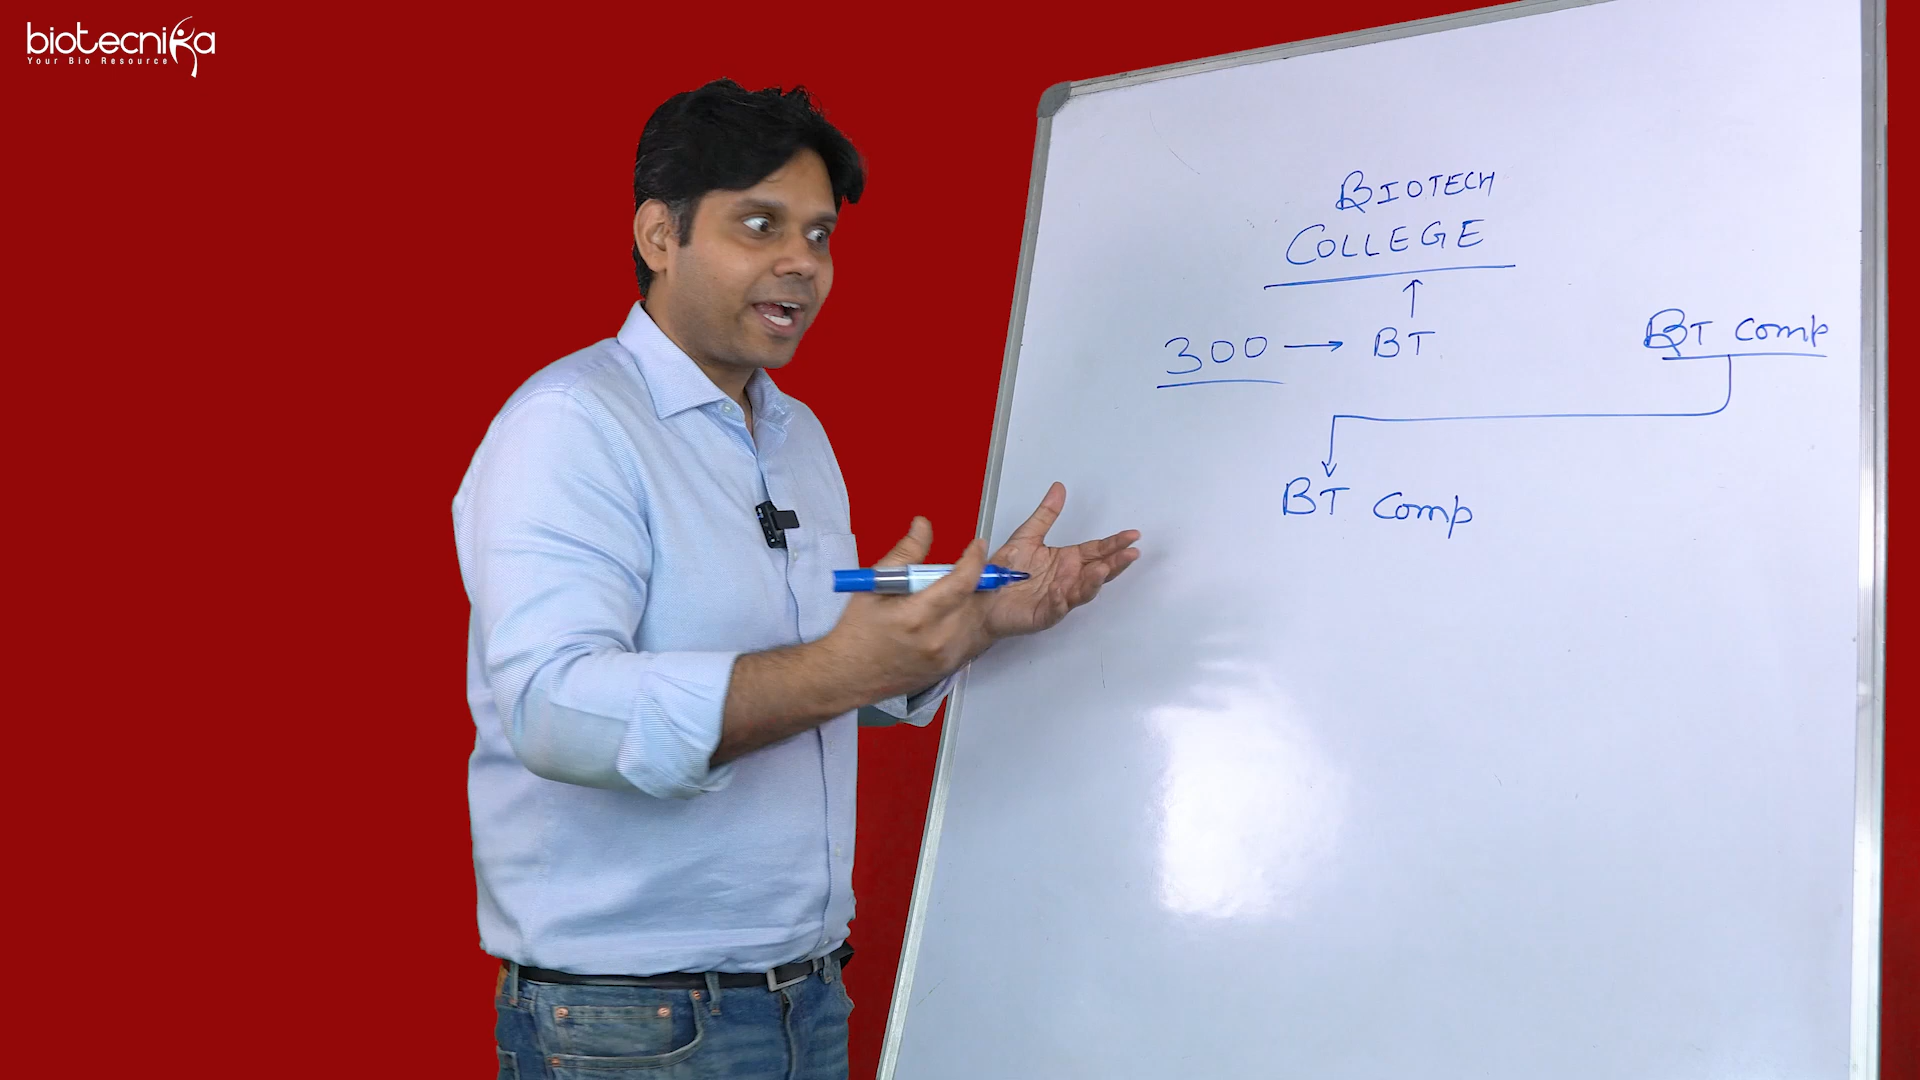 biotecnika
Your Bio Resource
BIOTECH
COLLEGE
300 → BT
BT Comp
BT Comp